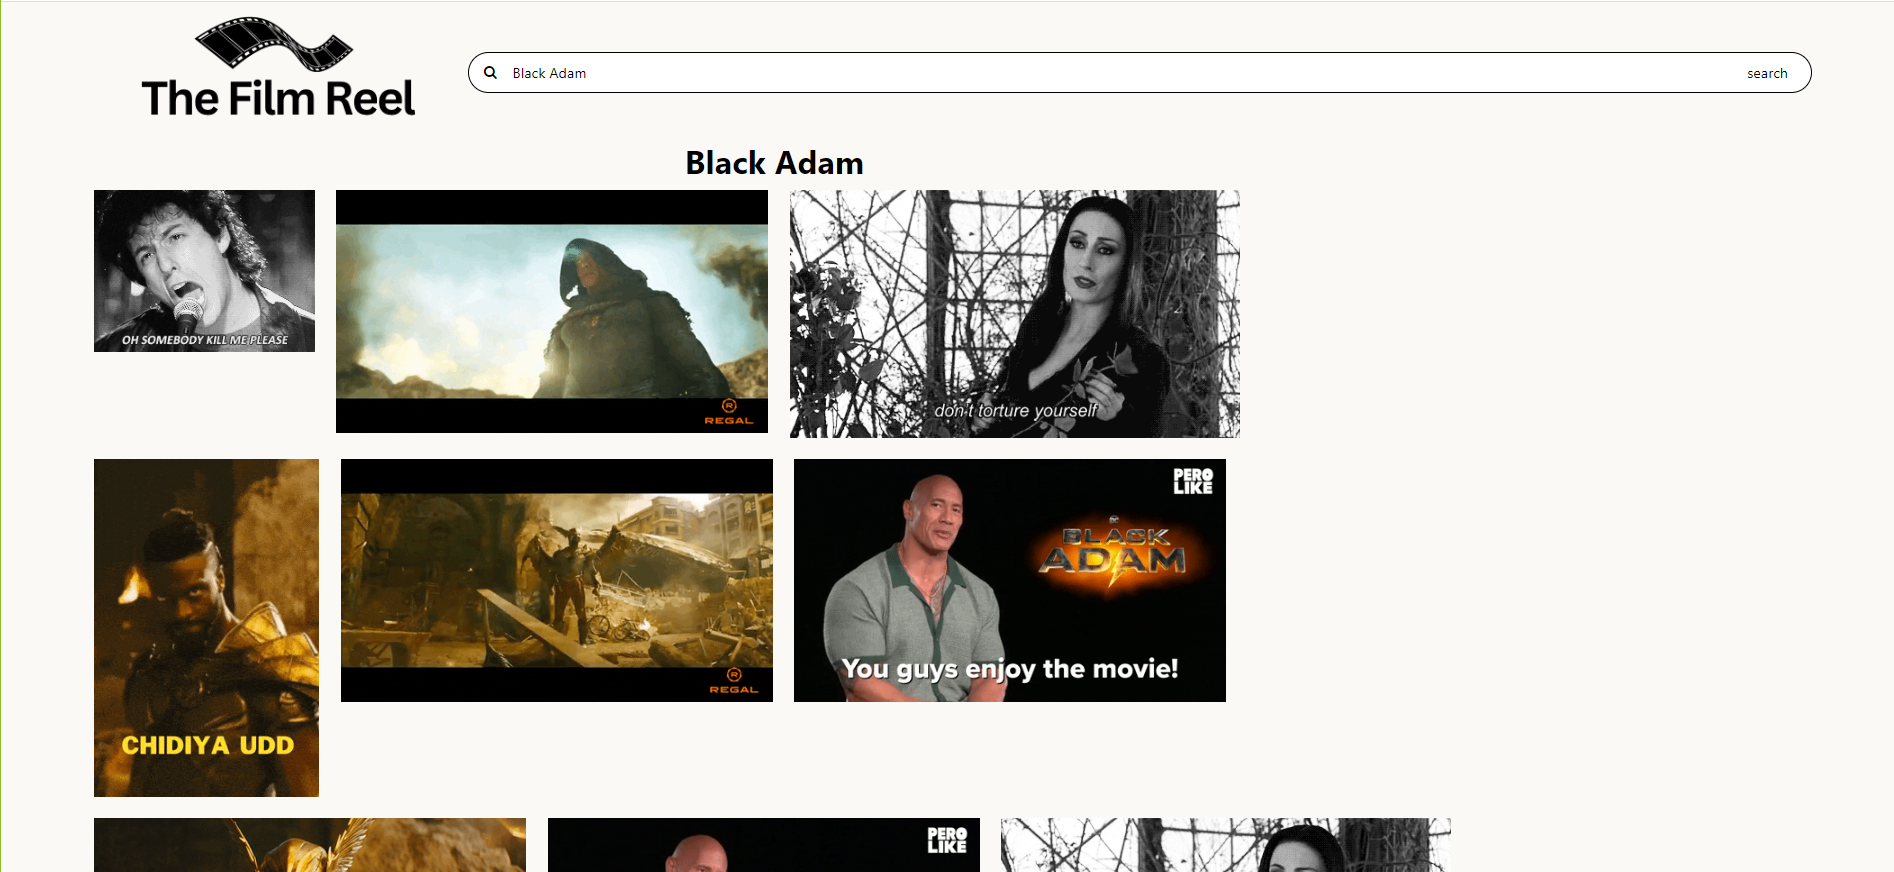 The Film Reel
Black Adam
search
Black Adam
OH SOMEBODY KILL ME PLEASE
R
REGAL
don't torture yourself
CHIDIYA UDD
R
REGAL
PERO
LIKE
DC
BLACK
ADAM
You guys enjoy the movie!
PERO
LIKE